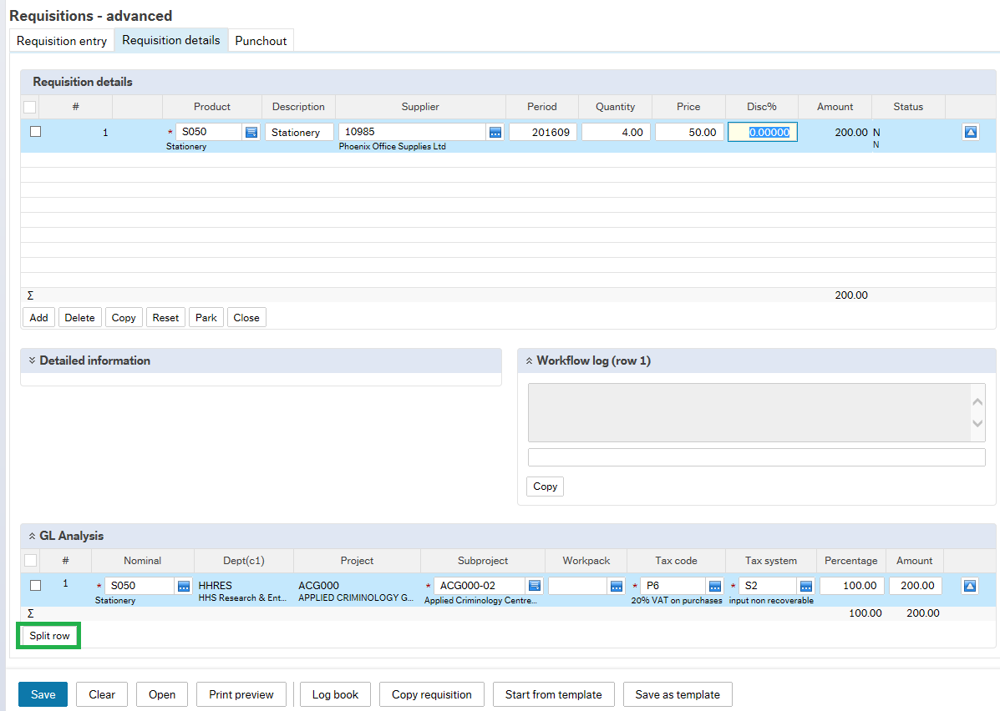 Requisitions - advanced
Requisition entry Requisition details Punchout
Requisition details
# Product Description Supplier Period Quantity Price Disc% Amount Status
1 * S050 Stationery 10985 201609 4.00 50.00 0.00000 200.00 N
Stationery Phoenix Office Supplies Ltd N
Σ 200.00
Add Delete Copy Reset Park Close
Detailed information
Workflow log (row 1)
Copy
GL Analysis
# Nominal Dept(c1) Project Subproject Workpack Tax code Tax system Percentage Amount
1 * S050 HHRES ACG000 * ACG000-02 * P6 * S2 100.00 200.00
Stationery HHS Research & Ent... APPLIED CRIMINOLOGY G... Applied Criminology Centre... 20% VAT on purchases input non recoverable
Σ 100.00 200.00
Split row
Save Clear Open Print preview Log book Copy requisition Start from template Save as template